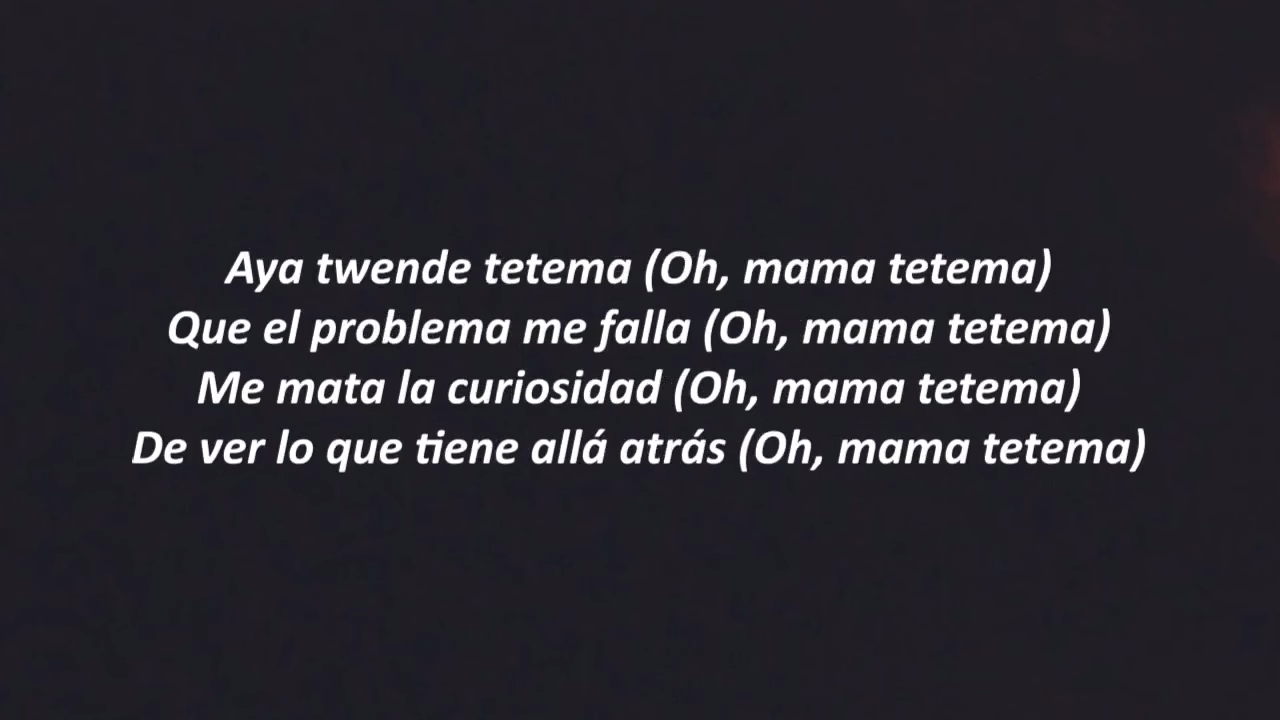 Aya twende tetema (Oh, mama tetema)
Que el problema me falla (Oh, mama tetema)
Me mata la curiosidad (Oh, mama tetema)
De ver lo que tiene allá atrás (Oh, mama tetema)